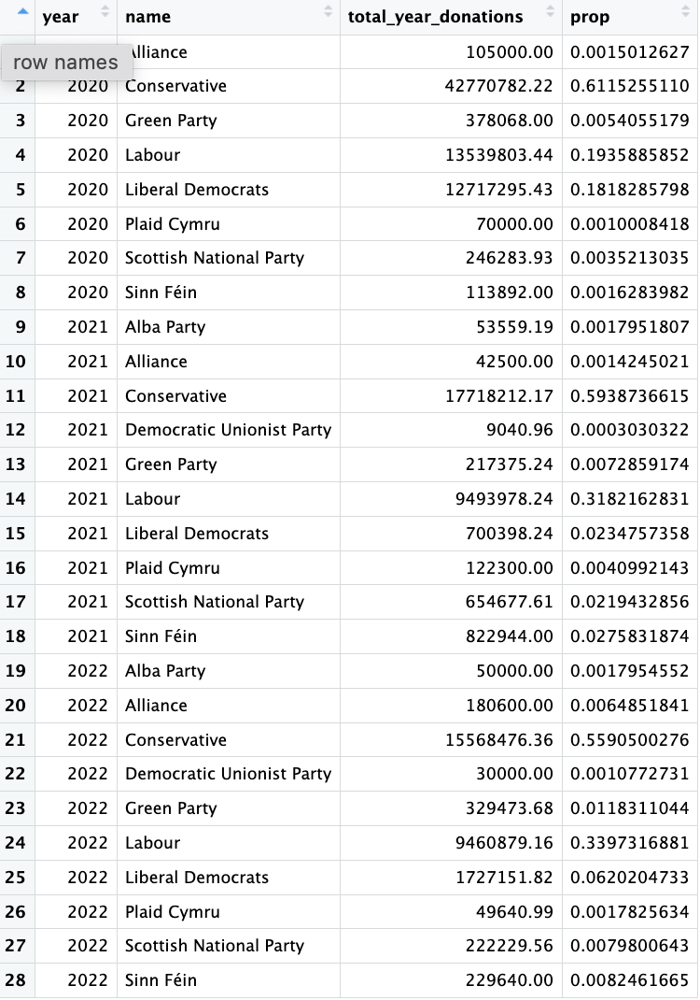 year name total_year_donations prop
row names Alliance 105000.00 0.0015012627
2 2020 Conservative 42770782.22 0.6115255110
3 2020 Green Party 378068.00 0.0054055179
4 2020 Labour 13539803.44 0.1935885852
5 2020 Liberal Democrats 12717295.43 0.1818285798
6 2020 Plaid Cymru 70000.00 0.0010008418
7 2020 Scottish National Party 246283.93 0.0035213035
8 2020 Sinn Féin 113892.00 0.0016283982
9 2021 Alba Party 53559.19 0.0017951807
10 2021 Alliance 42500.00 0.0014245021
11 2021 Conservative 17718212.17 0.5938736615
12 2021 Democratic Unionist Party 9040.96 0.0003030322
13 2021 Green Party 217375.24 0.0072859174
14 2021 Labour 9493978.24 0.3182162831
15 2021 Liberal Democrats 700398.24 0.0234757358
16 2021 Plaid Cymru 122300.00 0.0040992143
17 2021 Scottish National Party 654677.61 0.0219432856
18 2021 Sinn Féin 822944.00 0.0275831874
19 2022 Alba Party 50000.00 0.0017954552
20 2022 Alliance 180600.00 0.0064851841
21 2022 Conservative 15568476.36 0.5590500276
22 2022 Democratic Unionist Party 30000.00 0.0010772731
23 2022 Green Party 329473.68 0.0118311044
24 2022 Labour 9460879.16 0.3397316881
25 2022 Liberal Democrats 1727151.82 0.0620204733
26 2022 Plaid Cymru 49640.99 0.0017825634
27 2022 Scottish National Party 222229.56 0.0079800643
28 2022 Sinn Féin 229640.00 0.0082461665